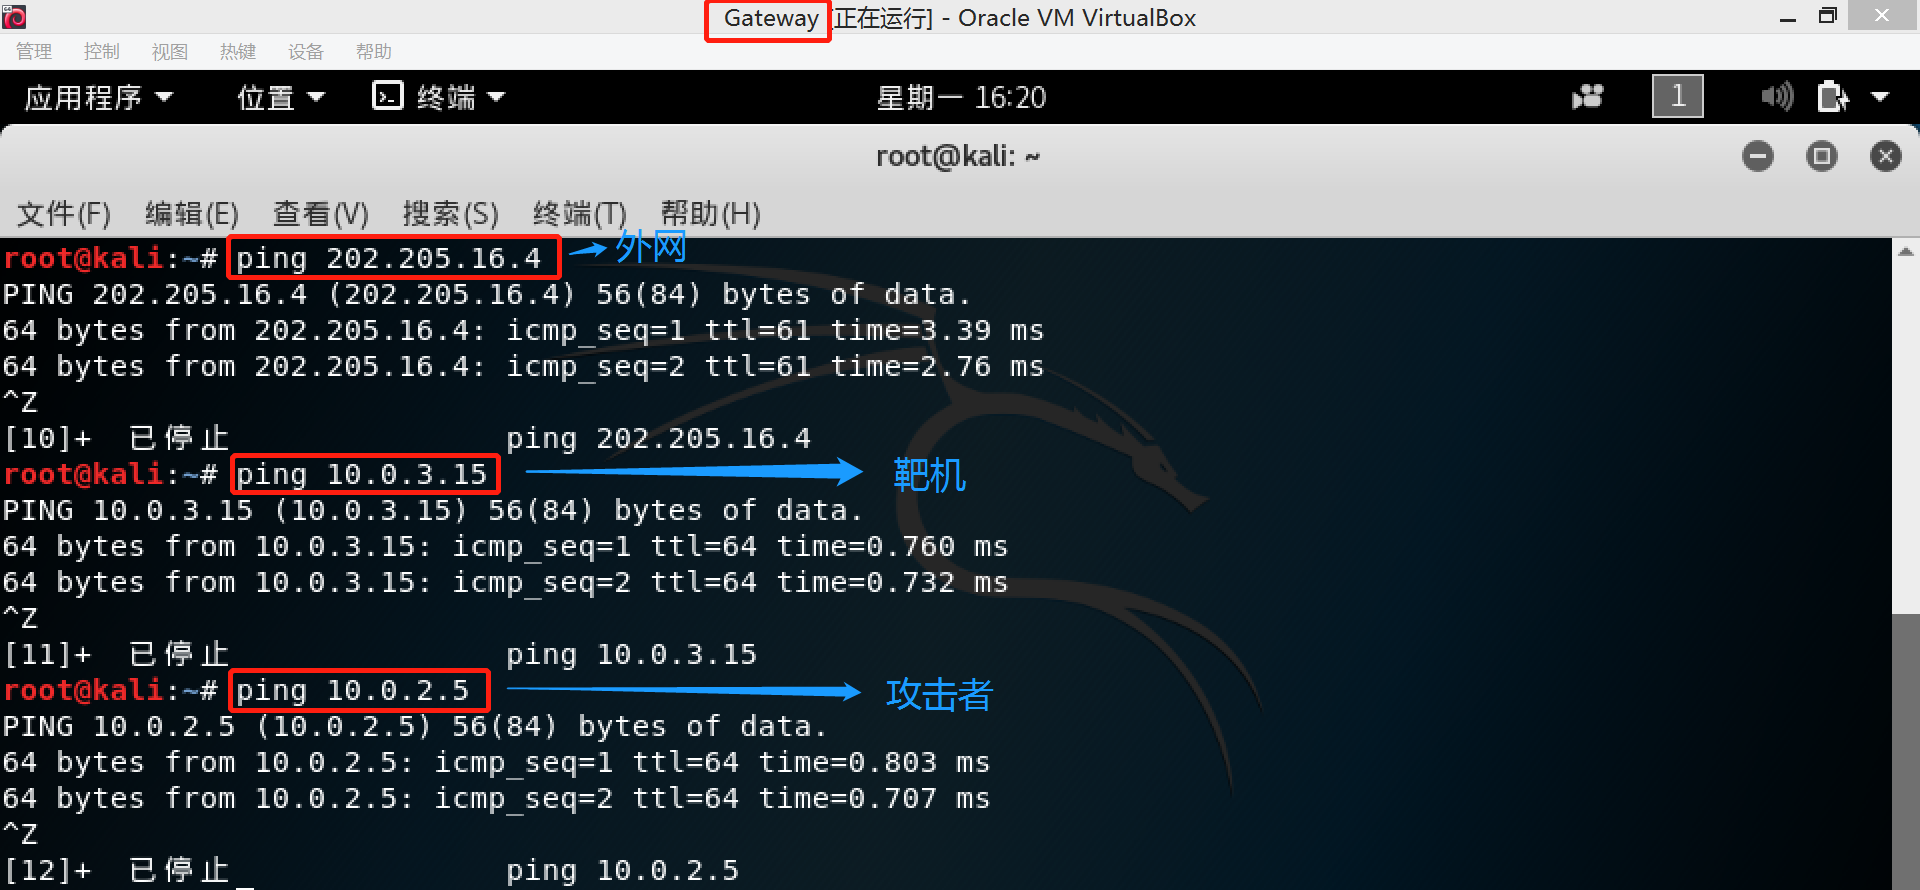 Gateway [正在运行] - Oracle VM VirtualBox
管理 控制 视图 热键 设备 帮助
应用程序 位置 终端 星期一 16:20 1
root@kali: ~
文件(F) 编辑(E) 查看(V) 搜索(S) 终端(T) 帮助(H)
root@kali:~# ping 202.205.16.4 外网
PING 202.205.16.4 (202.205.16.4) 56(84) bytes of data.
64 bytes from 202.205.16.4: icmp_seq=1 ttl=61 time=3.39 ms
64 bytes from 202.205.16.4: icmp_seq=2 ttl=61 time=2.76 ms
^Z
[10]+ 已停止 ping 202.205.16.4
root@kali:~# ping 10.0.3.15 靶机
PING 10.0.3.15 (10.0.3.15) 56(84) bytes of data.
64 bytes from 10.0.3.15: icmp_seq=1 ttl=64 time=0.760 ms
64 bytes from 10.0.3.15: icmp_seq=2 ttl=64 time=0.732 ms
^Z
[11]+ 已停止 ping 10.0.3.15
root@kali:~# ping 10.0.2.5 攻击者
PING 10.0.2.5 (10.0.2.5) 56(84) bytes of data.
64 bytes from 10.0.2.5: icmp_seq=1 ttl=64 time=0.803 ms
64 bytes from 10.0.2.5: icmp_seq=2 ttl=64 time=0.707 ms
^Z
[12]+ 已停止 ping 10.0.2.5